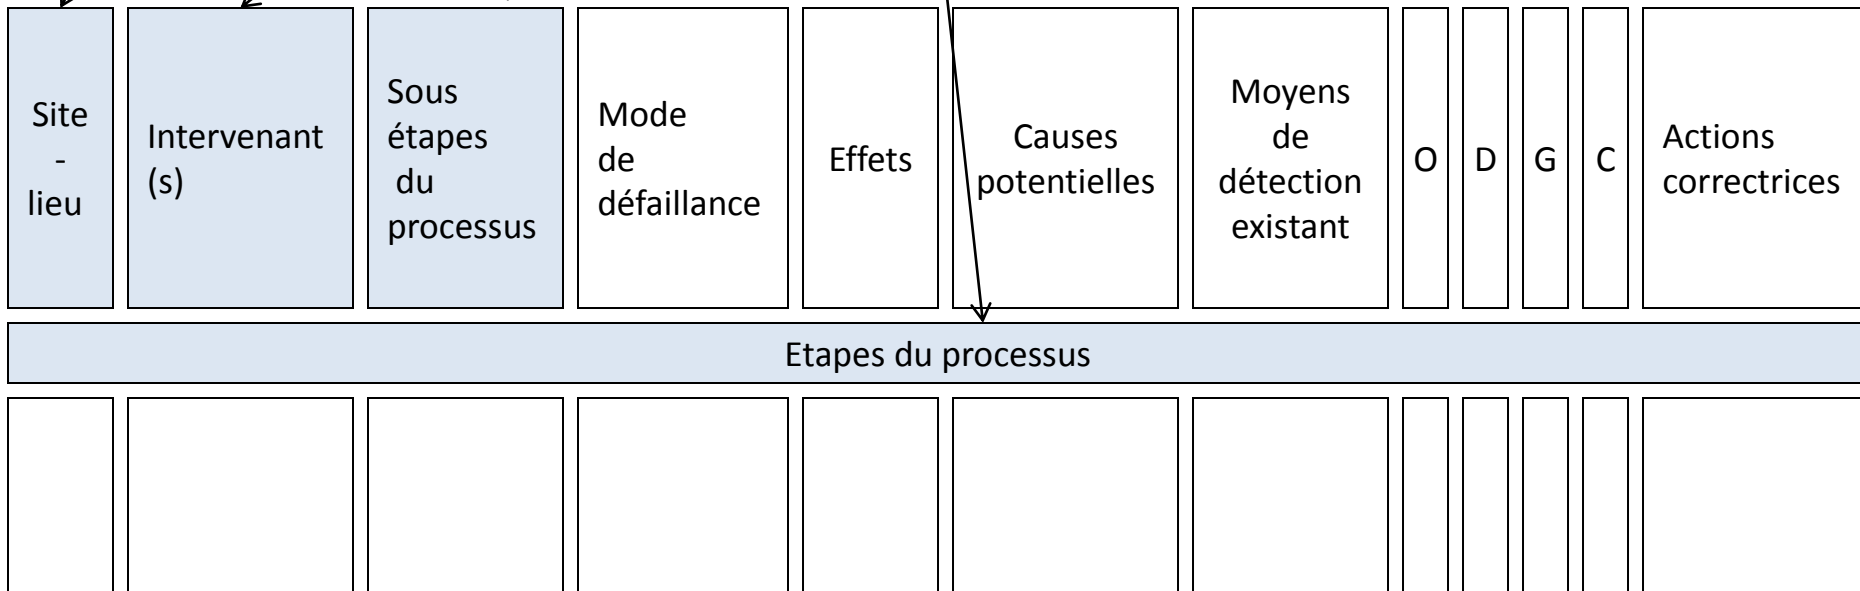 Site
-
lieu
Intervenant
(s)
Sous
étapes
du
processus
Mode
de
défaillance
Effets
Causes
potentielles
Moyens
de
détection
existant
O
D
G
C
Actions
correctrices
Etapes du processus